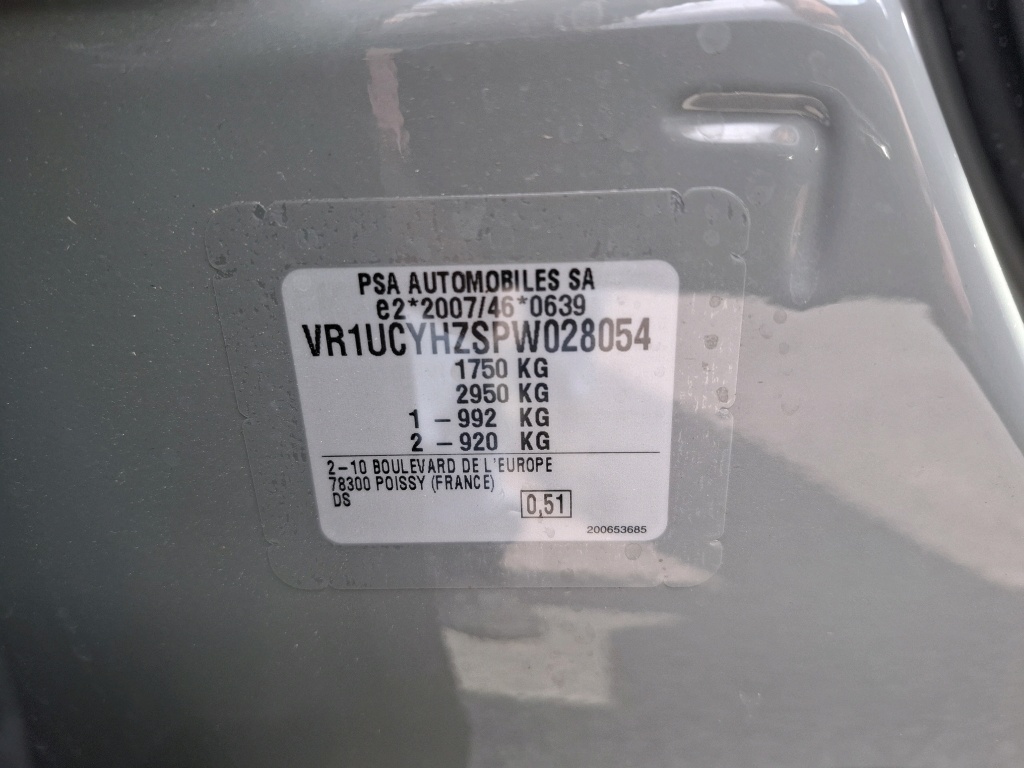 PSA AUTOMOBILES SA
e2*2007/46*0639
VR1UCYHZSPW028054
1750 KG
2950 KG
1 -992 KG
2 -920 KG
2-10 BOULEVARD DE L'EUROPE
78300 POISSY (FRANCE)
DS
0,51
200653685